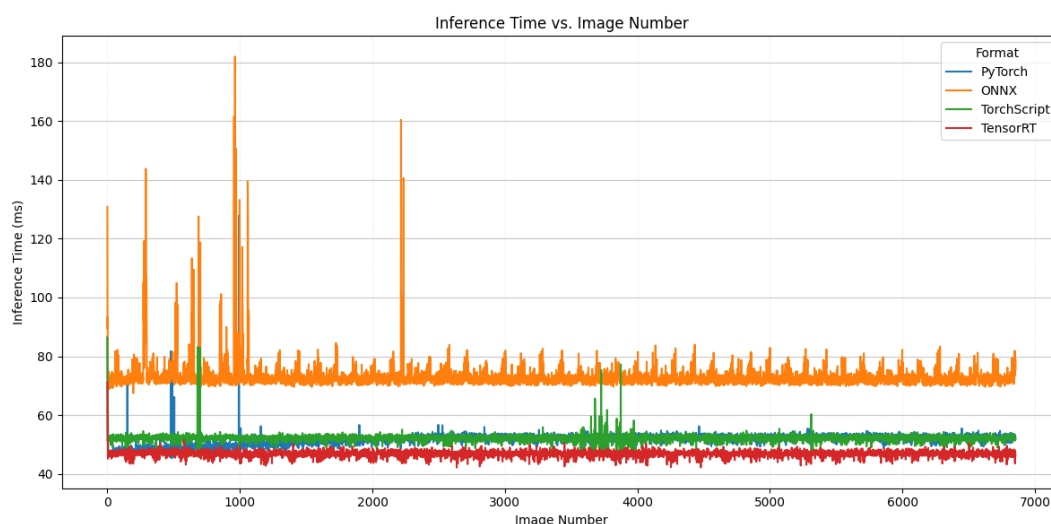 Inference Time vs. Image Number
Format
PyTorch
ONNX
TorchScript
TensorRT
Inference Time (ms)
180
160
140
120
100
80
60
40
0
1000
2000
3000
4000
5000
6000
7000
Image Number